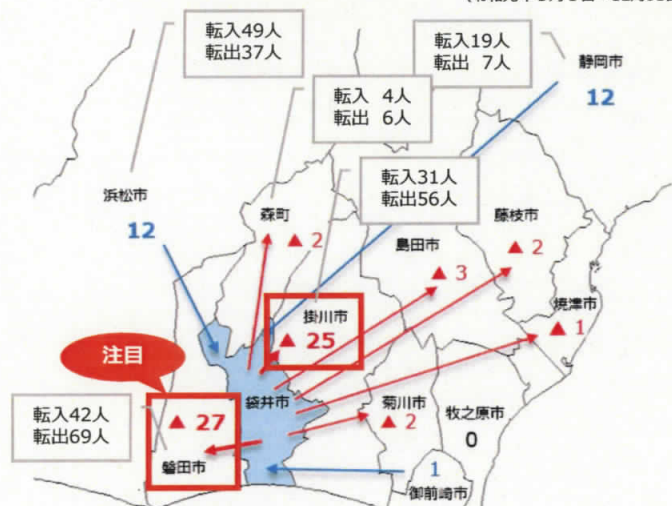 転入49人
転出37人
転入19人
転出 7人
静岡市
12
転入 4人
転出 6人
転入31人
転出56人
浜松市
12
森町
▲ 2
藤枝市
▲ 2
島田市
▲ 3
焼津市
▲ 1
掛川市
▲ 25
注目
転入42人
転出69人
▲ 27
磐田市
袋井市
菊川市
▲ 2
牧之原市
0
1
御前崎市